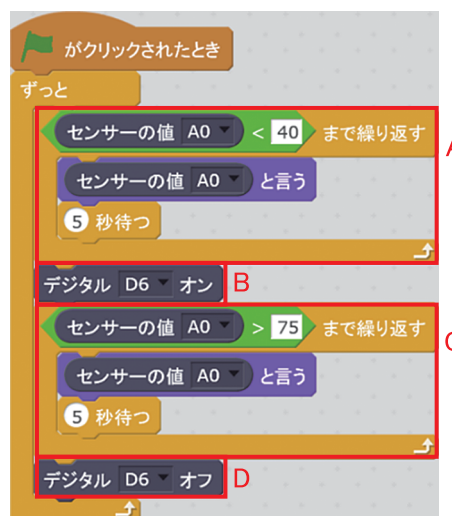 がクリックされたとき
ずっと
センサーの値 A0 < 40 まで繰り返す
A
センサーの値 A0 と言う
5 秒待つ
デジタル D6 オン B
センサーの値 A0 > 75 まで繰り返す
C
センサーの値 A0 と言う
5 秒待つ
デジタル D6 オフ D